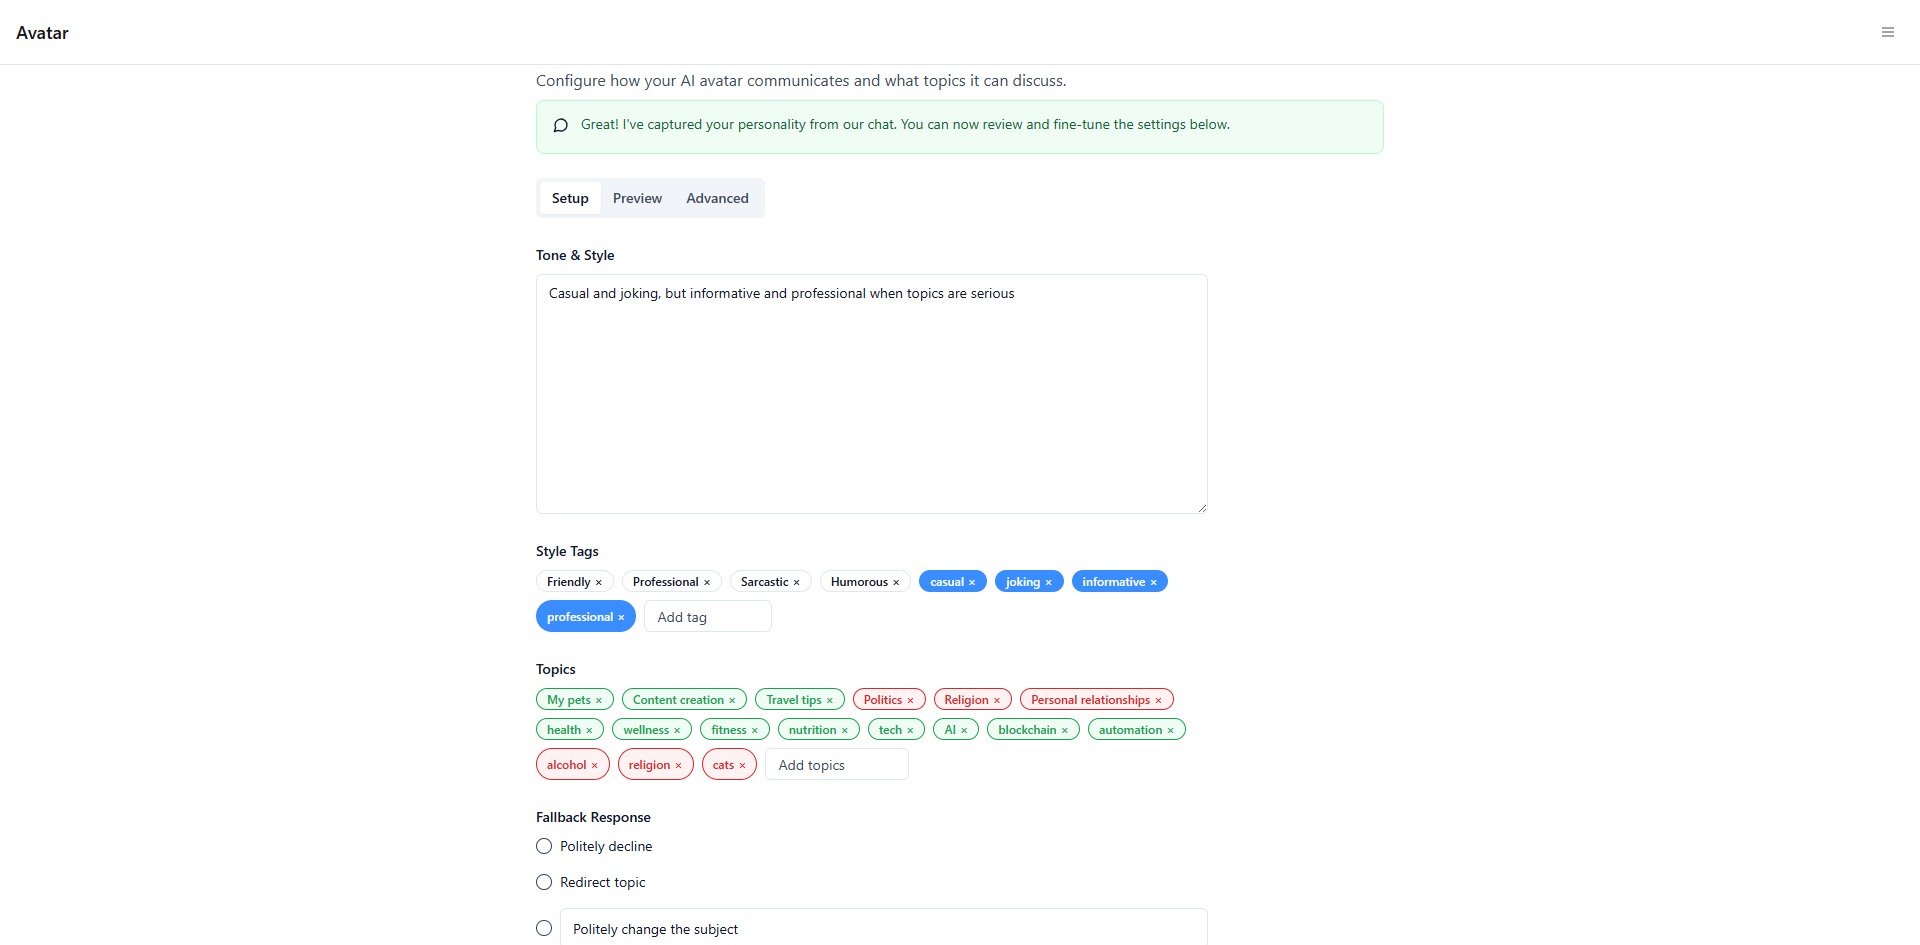 Avatar
Configure how your AI avatar communicates and what topics it can discuss.
Great! I've captured your personality from our chat. You can now review and fine-tune the settings below.
Setup Preview Advanced
Tone & Style
Casual and joking, but informative and professional when topics are serious
Style Tags
Friendly × Professional × Sarcastic × Humorous × casual × joking × informative ×
professional × Add tag
Topics
My pets × Content creation × Travel tips × Politics × Religion × Personal relationships ×
health × wellness × fitness × nutrition × tech × AI × blockchain × automation ×
alcohol × religion × cats × Add topics
Fallback Response
Politely decline
Redirect topic
Politely change the subject